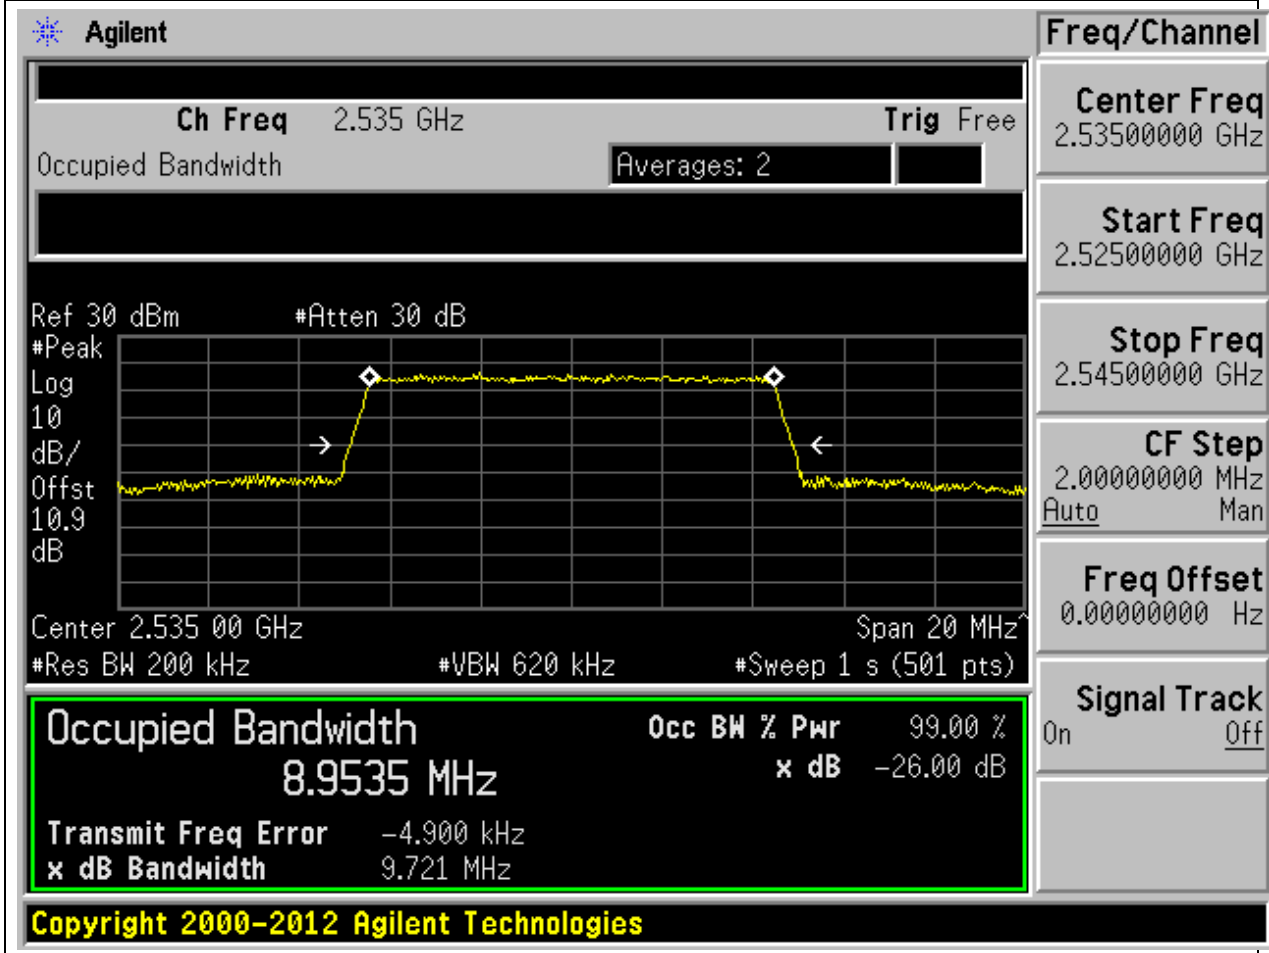 Agilent
Freq/Channel
Ch Freq 2.535 GHz Trig Free
Occupied Bandwidth Averages: 2
Ref 30 dBm #Atten 30 dB
#Peak
Log
10
dB/
Offst
10.9
dB
Center 2.535 00 GHz Span 20 MHz^
#Res BW 200 kHz #VBW 620 kHz #Sweep 1 s (501 pts)
Occupied Bandwidth
8.9535 MHz
Occ BW % Pwr 99.00 %
x dB -26.00 dB
Transmit Freq Error -4.900 kHz
x dB Bandwidth 9.721 MHz
Copyright 2000-2012 Agilent Technologies
Center Freq
2.53500000 GHz
Start Freq
2.52500000 GHz
Stop Freq
2.54500000 GHz
CF Step
2.00000000 MHz
Auto Man
Freq Offset
0.00000000 Hz
Signal Track
On Off